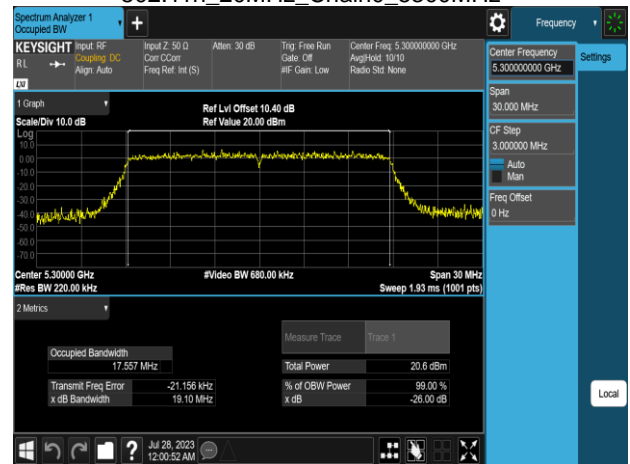 802.11n_20MHz_Chain0_5300MHz
Spectrum Analyzer 1
Occupied BW
Frequency
KEYSIGHT
RL
LXI
Input: RF
Coupling: DC
Align: Auto
Input Z: 50 Ω
Corr CCorr
Freq Ref: Int (S)
Atten: 30 dB
Trig: Free Run
Gate: Off
#IF Gain: Low
Center Freq: 5.300000000 GHz
Avg|Hold: 10/10
Radio Std: None
Center Frequency
5.300000000 GHz
Settings
Span
30.000 MHz
CF Step
3.000000 MHz
Auto
Man
Freq Offset
0 Hz
1 Graph
Scale/Div 10.0 dB
Ref Lvl Offset 10.40 dB
Ref Value 20.00 dBm
Log
10.0
0.00
-10.0
-20.0
-30.0
-40.0
-50.0
-60.0
-70.0
Center 5.30000 GHz
#Video BW 680.00 kHz
Span 30 MHz
#Res BW 220.00 kHz
Sweep 1.93 ms (1001 pts)
2 Metrics
Measure Trace
Trace 1
Occupied Bandwidth
17.557 MHz
Total Power
20.6 dBm
Transmit Freq Error
-21.156 kHz
% of OBW Power
99.00 %
x dB Bandwidth
19.10 MHz
x dB
-26.00 dB
Local
Jul 28, 2023
12:00:52 AM